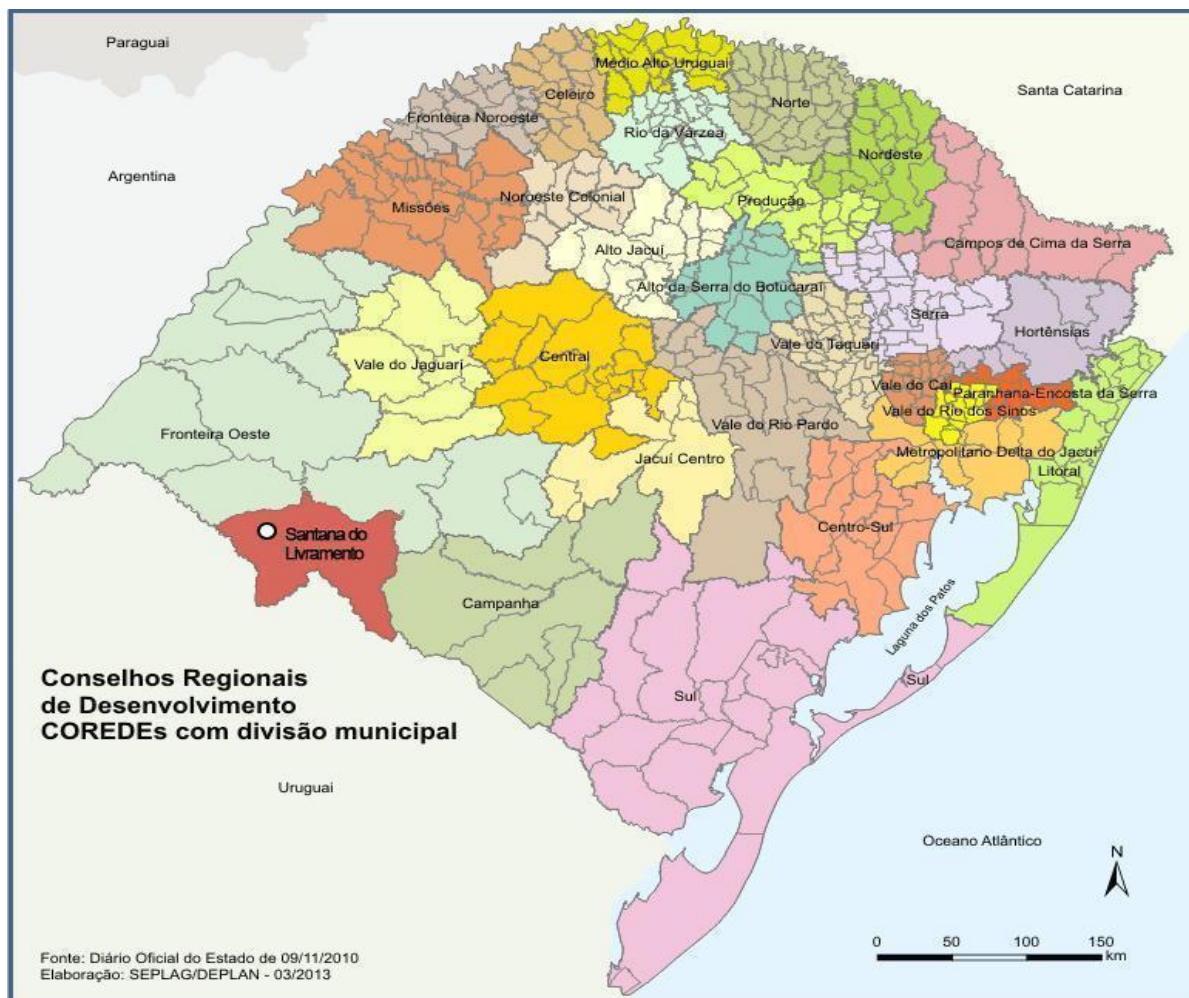 Paraguai
Médio Alto Uruguai
Santa Catarina
Celeiro
Norte
Fronteira Noroeste
Rio da Várzea
Nordeste
Argentina
Noroeste Colonial
Produção
Missões
Campos de Cima da Serra
Alto Jacuí
Alto da Serra do Botucaraí
Serra
Hortênsias
Vale do Taquari
Central
Vale do Jaguari
Vale do Caí
Paranhana-Encosta da Serra
Vale do Rio dos Sinos
Vale do Rio Pardo
Fronteira Oeste
Metropolitano Delta do Jacuí
Jacuí Centro
Litoral
Centro-Sul
Santana do
Livramento
Campanha
Laguna dos Patos
Sul
Sul
Conselhos Regionais
de Desenvolvimento
COREDEs com divisão municipal
Uruguai
Oceano Atlântico
N
0 50 100 150
km
Fonte: Diário Oficial do Estado de 09/11/2010
Elaboração: SEPLAG/DEPLAN - 03/2013